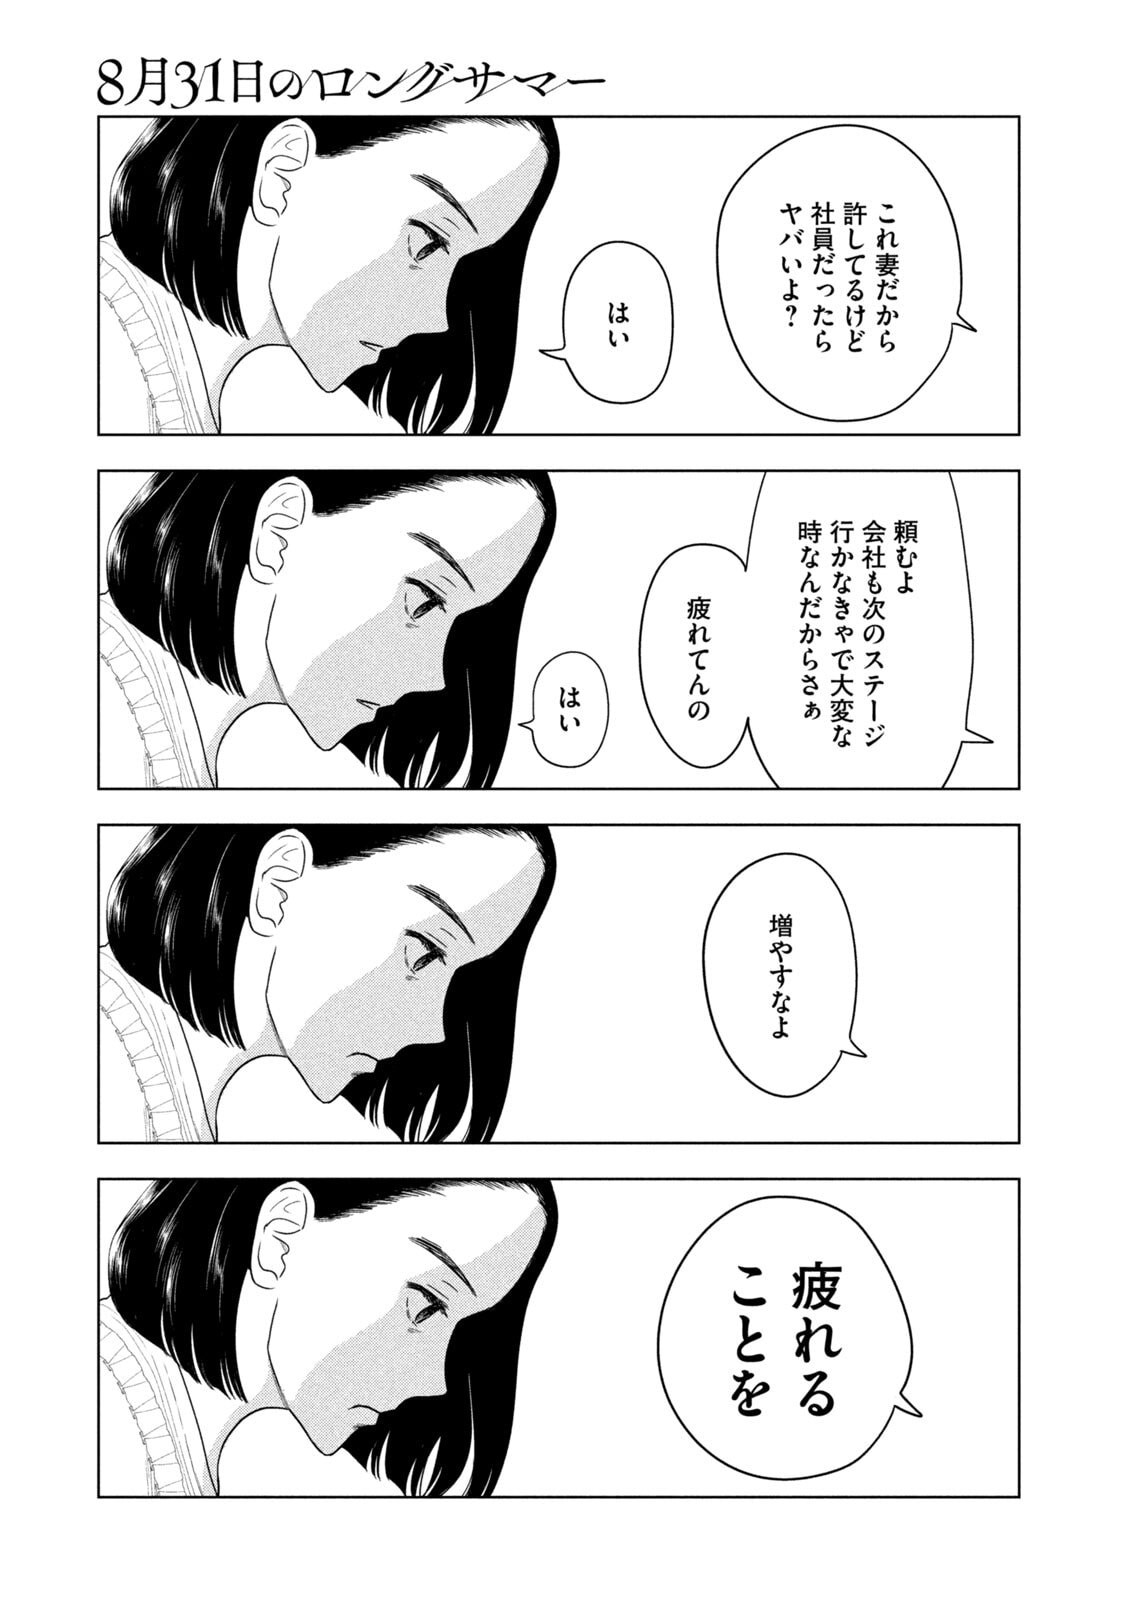 8月31日のロングサマー
これ妻だから
許してるけど
社員だったら
ヤバいよ?
はい
頼むよ
会社も次のステージ
行かなきゃで大変な
時なんだからさぁ
疲れてんの
はい
増やすなよ
疲れる
ことを